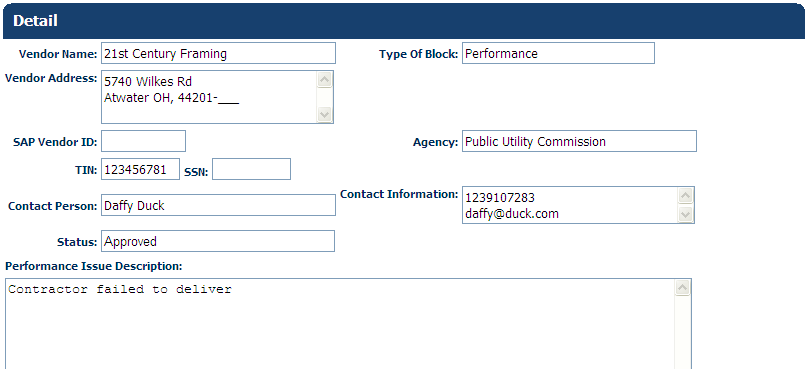 Detail
Vendor Name: 21st Century Framing Type Of Block: Performance
Vendor Address: 5740 Wilkes Rd
Atwater OH, 44201-___
SAP Vendor ID: Agency: Public Utility Commission
TIN: 123456781 SSN:
Contact Person: Daffy Duck Contact Information: 1239107283
daffy@duck.com
Status: Approved
Performance Issue Description:
Contractor failed to deliver